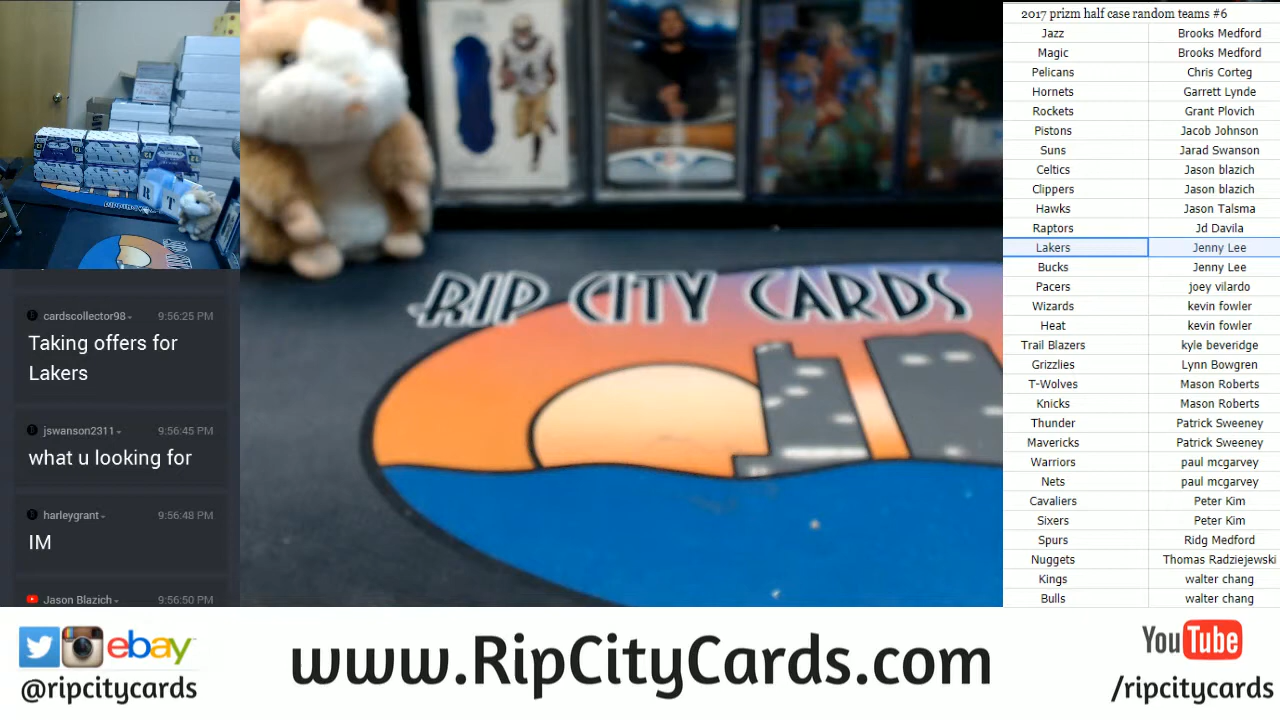 2017 prizm half case random teams #6
Jazz Brooks Medford
Magic Brooks Medford
Pelicans Chris Corteg
Hornets Garrett Lynde
Rockets Grant Plovich
Pistons Jacob Johnson
Suns Jarad Swanson
Celtics Jason blazich
Clippers Jason blazich
Hawks Jason Talsma
Raptors Jd Davila
Lakers Jenny Lee
Bucks Jenny Lee
Pacers joey vilardo
Wizards kevin fowler
Heat kevin fowler
Trail Blazers kyle beveridge
Grizzlies Lynn Bowgren
T-Wolves Mason Roberts
Knicks Mason Roberts
Thunder Patrick Sweeney
Mavericks Patrick Sweeney
Warriors paul mcgarvey
Nets paul mcgarvey
Cavaliers Peter Kim
Sixers Peter Kim
Spurs Ridg Medford
Nuggets Thomas Radziejewski
Kings walter chang
Bulls walter chang
RIP CITY CARDS
R T
cardscollector98 9:56:25 PM
Taking offers for
Lakers
jswanson2311 9:56:45 PM
what u looking for
harleygrant 9:56:48 PM
IM
Jason Blazich 9:56:50 PM
ebay
@ripcitycards
www.RipCityCards.com
YouTube
/ripcitycards